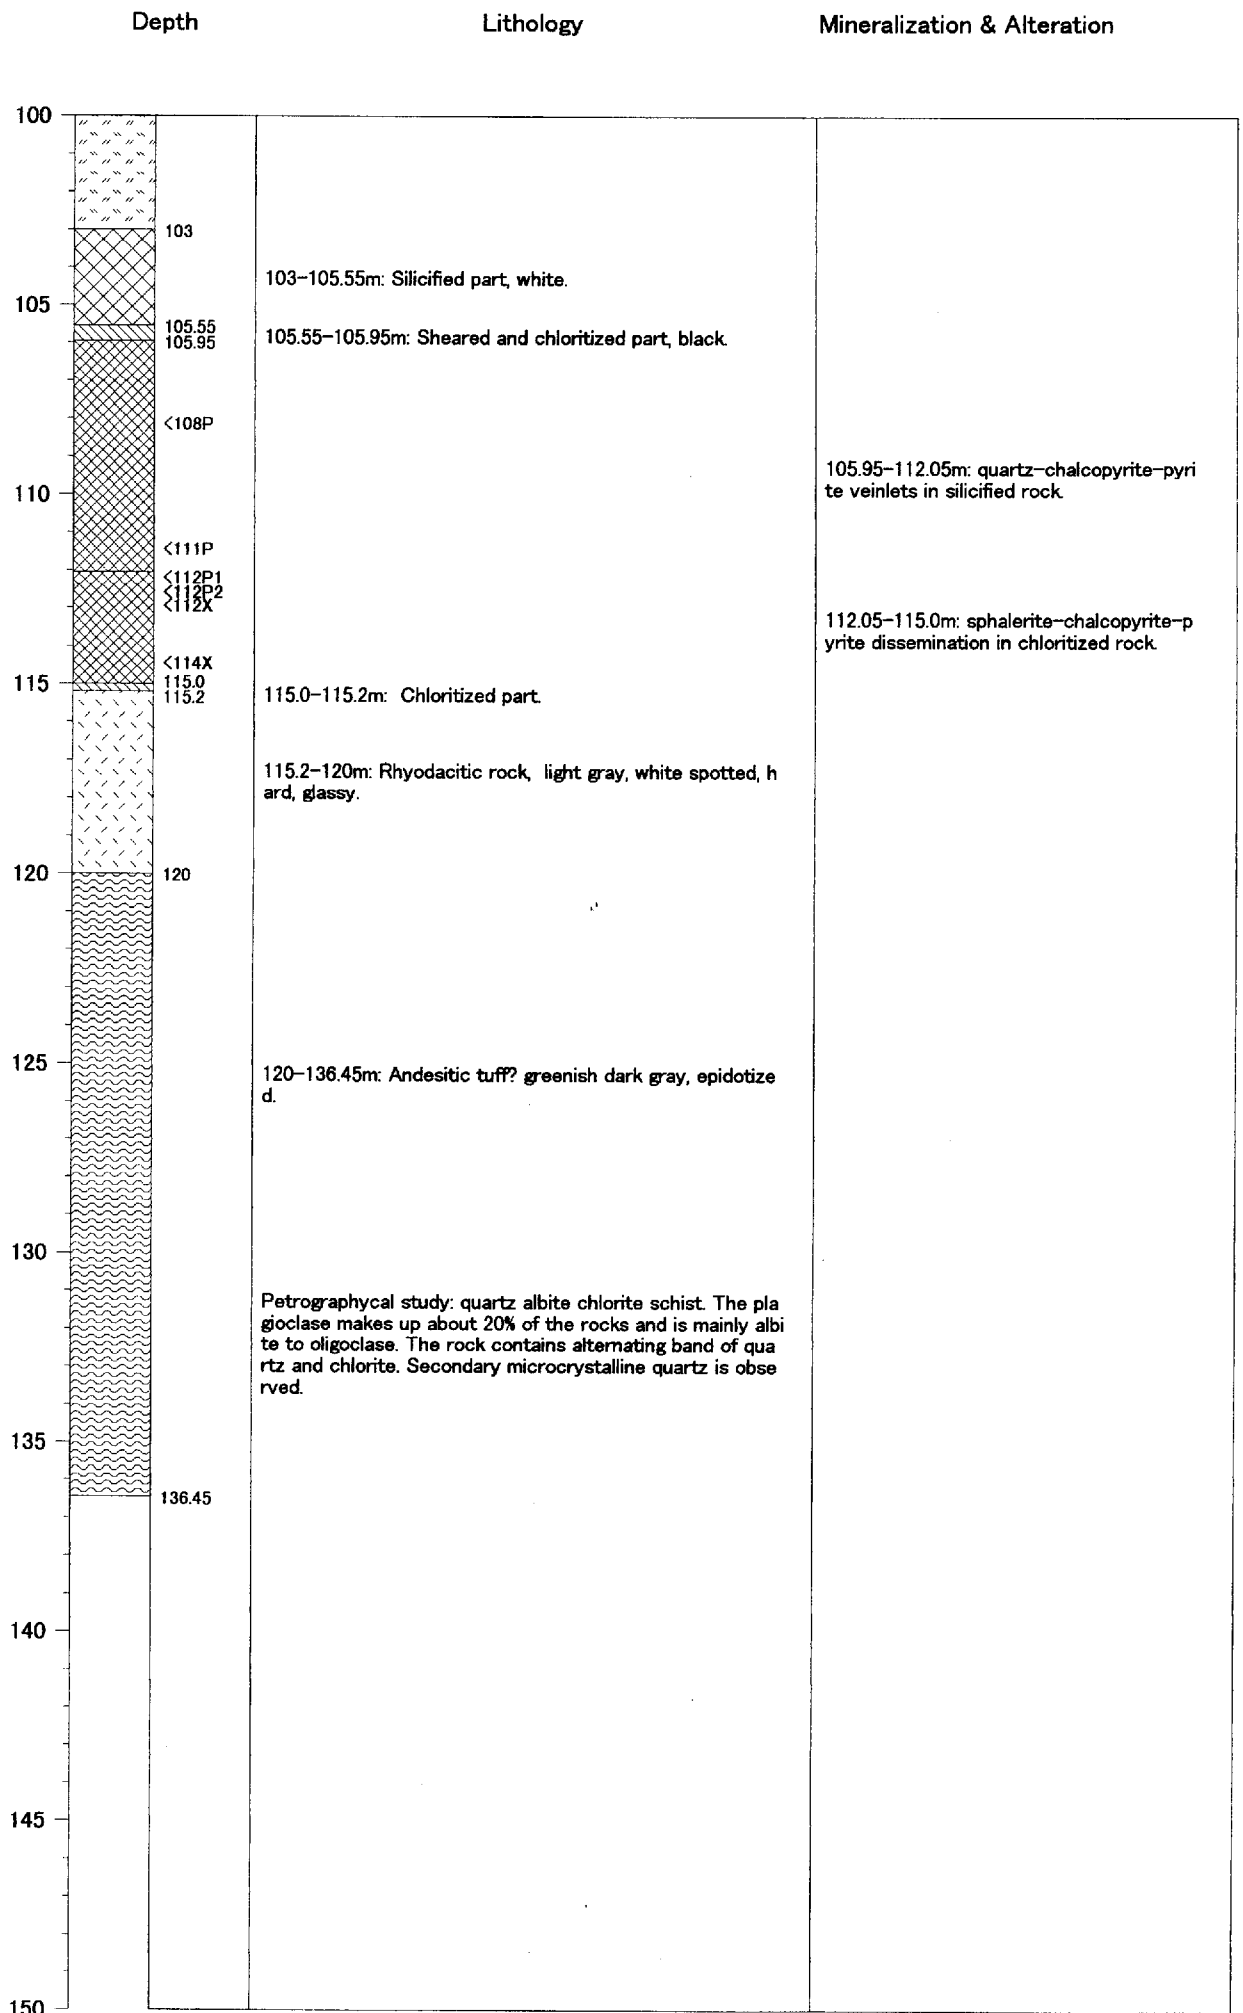 Depth
Lithology
Mineralization & Alteration
100
103
103-105.55m: Silicified part, white.
105
105.55
105.95
105.55-105.95m: Sheared and chloritized part, black.
<108P
105.95-112.05m: quartz-chalcopyrite-pyri
te veinlets in silicified rock.
110
<111P
<112P1
<112P2
<112X
112.05-115.0m: sphalerite-chalcopyrite-p
yrite dissemination in chloritized rock.
<114X
115
115.0
115.2
115.0-115.2m: Chloritized part.
115.2-120m: Rhyodacitic rock, light gray, white spotted, h
ard, glassy.
120
120
125
120-136.45m: Andesitic tuff? greenish dark gray, epidotize
d.
130
Petrographycal study: quartz albite chlorite schist. The pla
gioclase makes up about 20% of the rocks and is mainly albi
te to oligoclase. The rock contains alternating band of qua
rtz and chlorite. Secondary microcrystalline quartz is obse
rved.
135
136.45
140
145
150